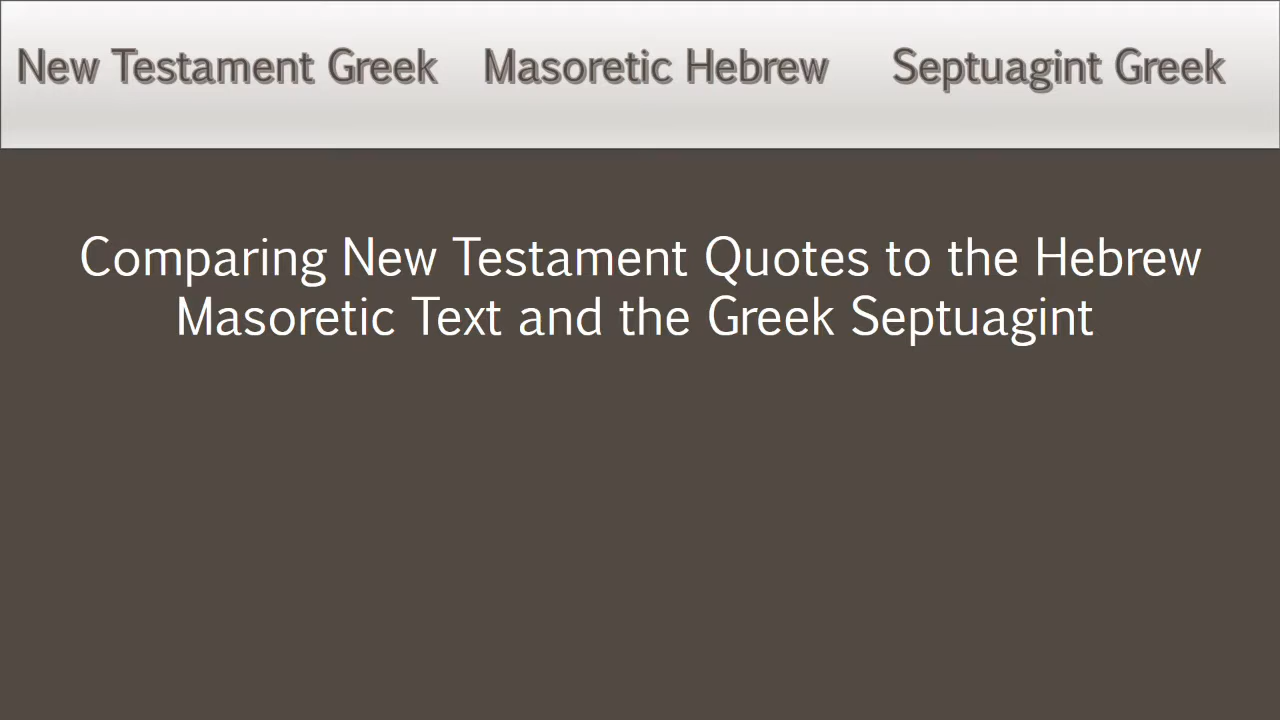 New Testament Greek Masoretic Hebrew Septuagint Greek
Comparing New Testament Quotes to the Hebrew
Masoretic Text and the Greek Septuagint